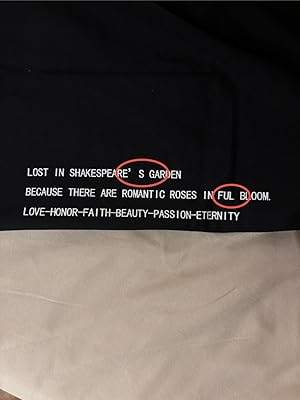 LOST IN SHAKESPEARE' S GARDEN
BECAUSE THERE ARE ROMANTIC ROSES IN FUL BLOOM.
LOVE-HONOR-FAITH-BEAUTY-PASSION-ETERNITY